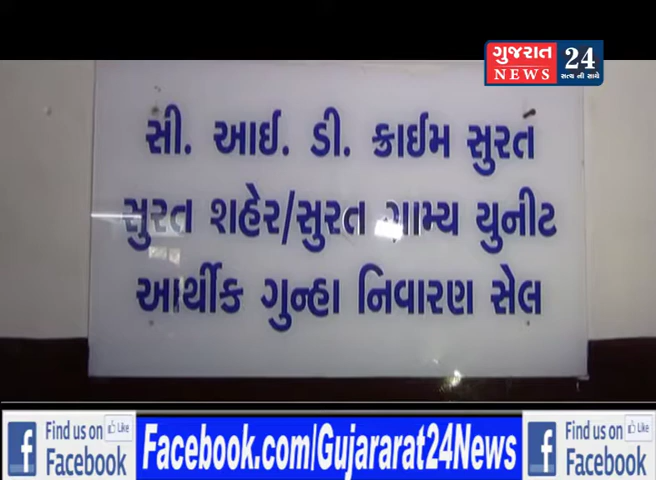 ગુજરાત
NEWS
24
સત્ય ની સાથે
સી. આઈ. ડી. ક્રાઈમ સુરત
સુરત શહેર/સુરત ગ્રામ્ય યુનીટ
આર્થીક ગુન્હા નિવારણ સેલ
Find us on Like
Facebook
Facebook.com/Gujararat24News
Find us on Like
Facebook